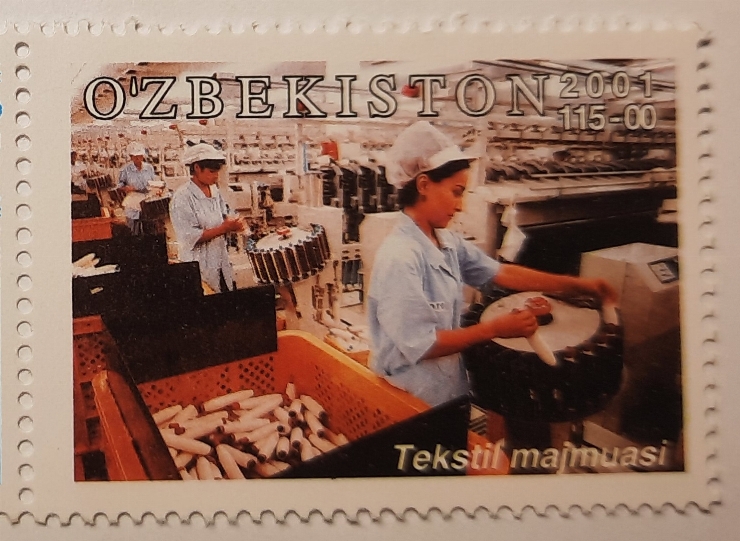 O'ZBEKISTON 2001
115-00
Tekstil majmuasi